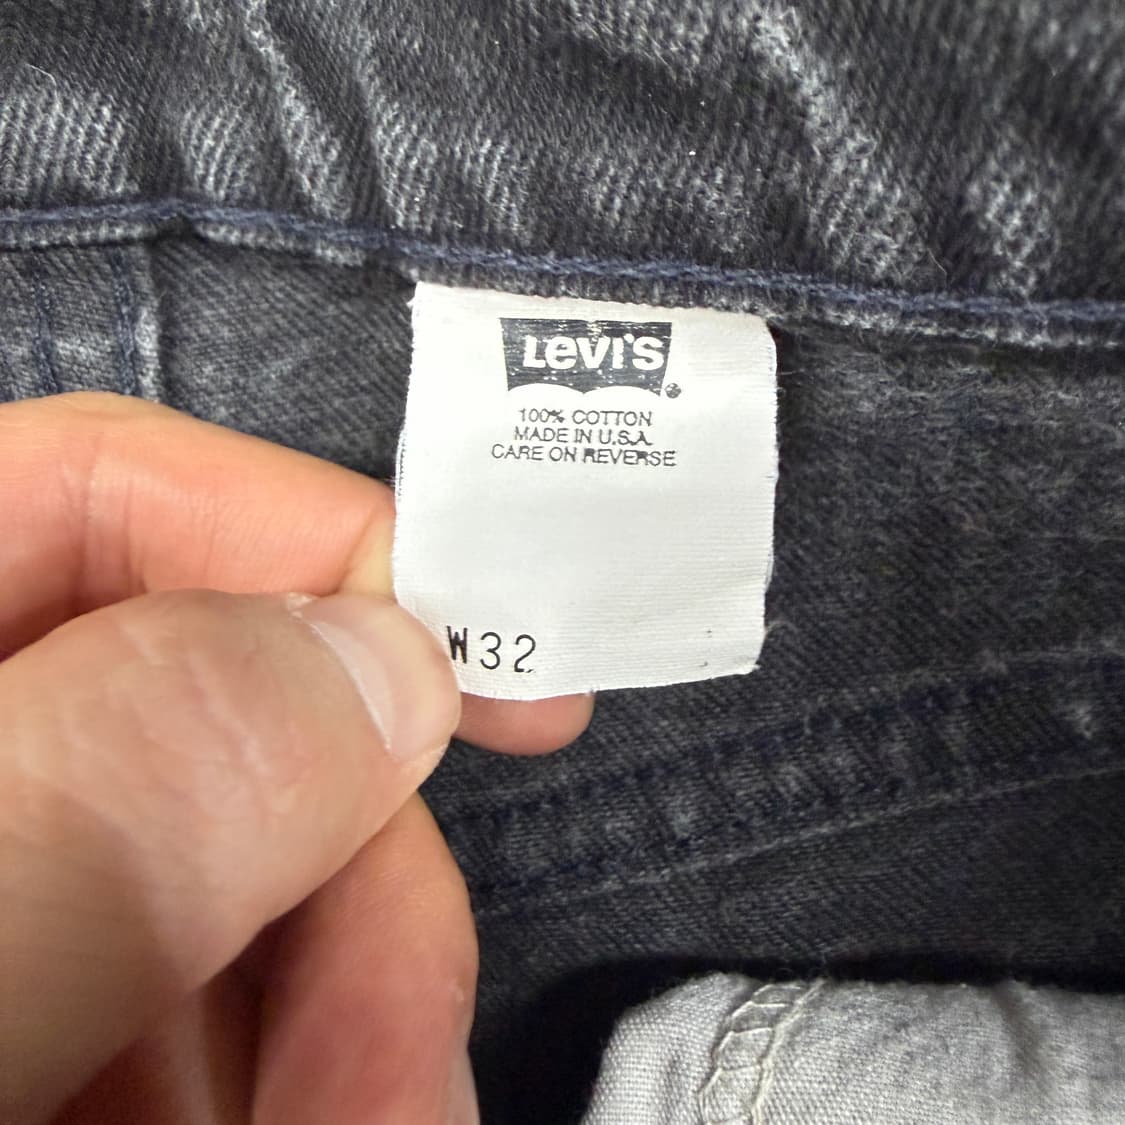 Levi's
100% COTTON
MADE IN U.S.A.
CARE ON REVERSE
W32